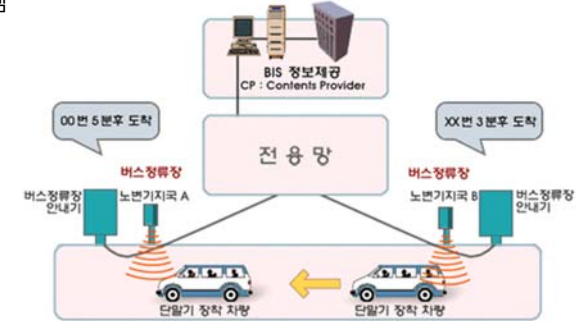 BIS 정보제공
CP : Contents Provider
00번 5분후 도착
XX번 3분후 도착
전용망
버스정류장
버스정류장
버스정류장
안내기
노변기지국 A
노변기지국 B
버스정류장
안내기
단말기 장착 차량
단말기 장착 차량